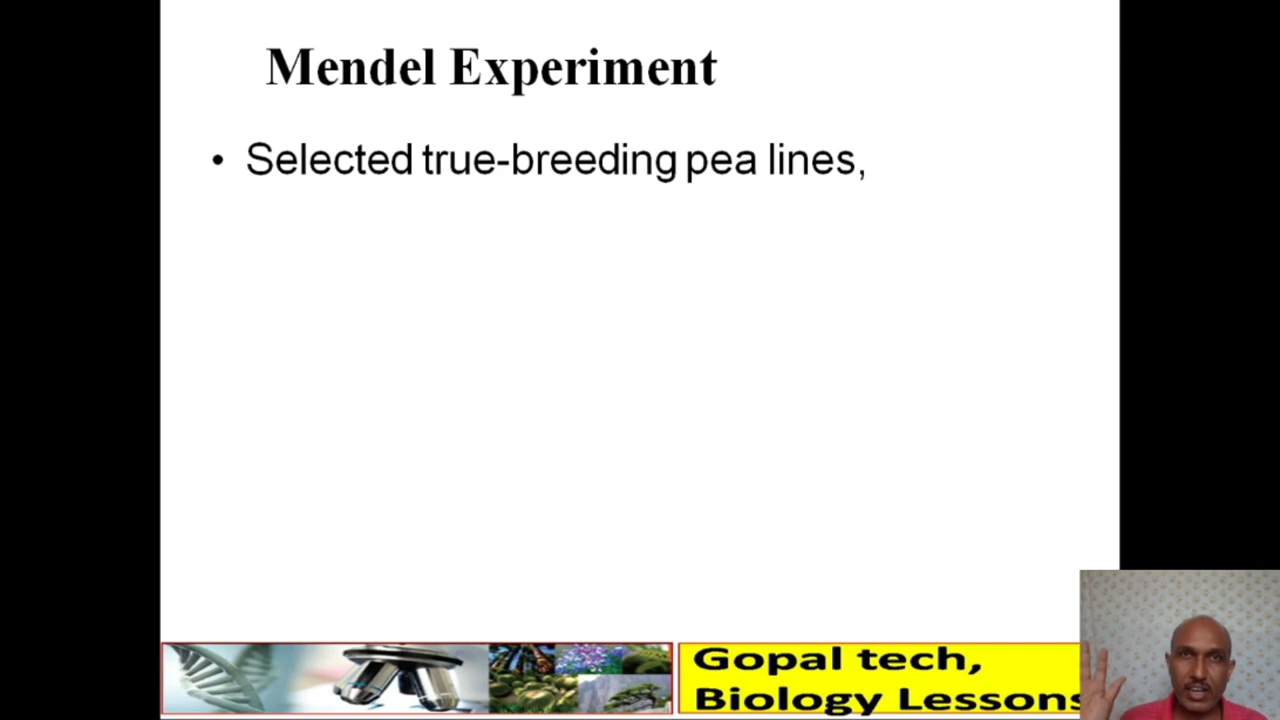 Mendel Experiment
• Selected true-breeding pea lines,
Gopal tech,
Biology Lessons